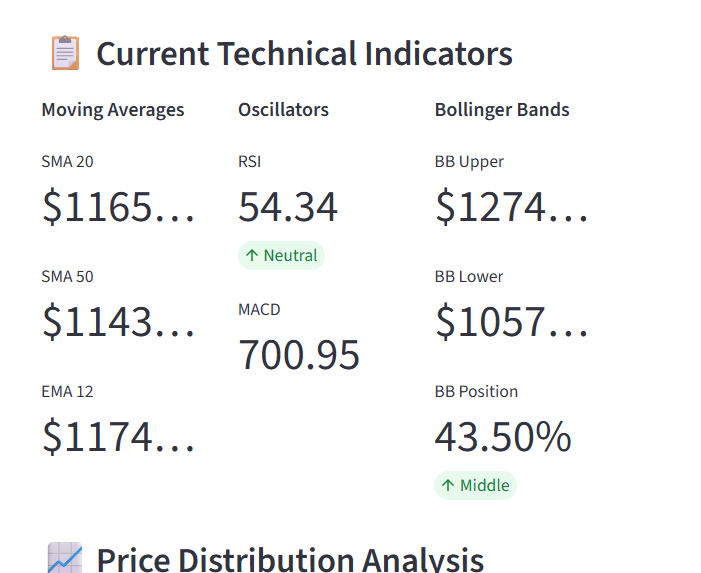 Current Technical Indicators
Moving Averages
SMA 20
$1165...
SMA 50
$1143...
EMA 12
$1174...
Oscillators
RSI
54.34
↑ Neutral
MACD
700.95
Bollinger Bands
BB Upper
$1274...
BB Lower
$1057...
BB Position
43.50%
↑ Middle
Price Distribution Analysis